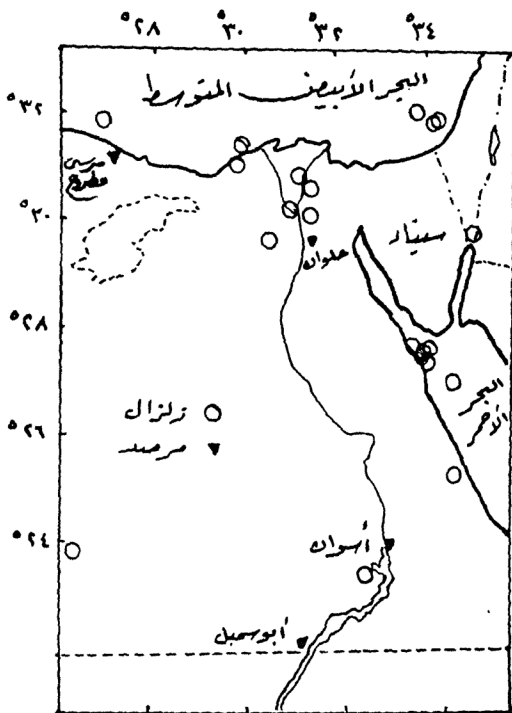 °٢٨ °٣٠ °٣٢ °٣٤
البحر الأبيض المتوسط
°٣٢
مرسى
مطروح
°٣٠
سيناء
حلوان
°٢٨
البحر
الأحمر
زلزال
°٢٦
مرصد
°٢٤
أسوان
أبو سمبل